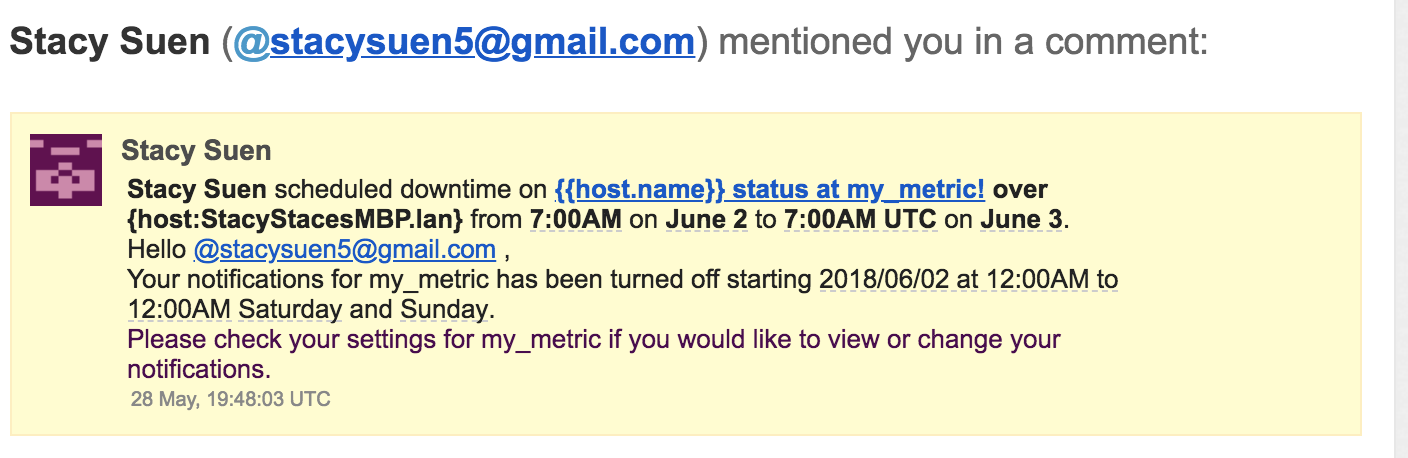 Stacy Suen (@stacysuen5@gmail.com) mentioned you in a comment:
Stacy Suen
Stacy Suen scheduled downtime on {{host.name}} status at my_metric! over
{host:StacyStacesMBP.lan} from 7:00AM on June 2 to 7:00AM UTC on June 3.
Hello @stacysuen5@gmail.com ,
Your notifications for my_metric has been turned off starting 2018/06/02 at 12:00AM to
12:00AM Saturday and Sunday.
Please check your settings for my_metric if you would like to view or change your
notifications.
28 May, 19:48:03 UTC